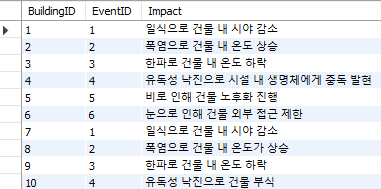 BuildingID EventID Impact
1 1 일식으로 건물 내 시야 감소
2 2 폭염으로 건물 내 온도 상승
3 3 한파로 건물 내 온도 하락
4 4 유독성 낙진으로 시설 내 생명체에게 중독 발현
5 5 비로 인해 건물 노후화 진행
6 6 눈으로 인해 건물 외부 접근 제한
7 1 일식으로 건물 내 시야 감소
8 2 폭염으로 건물 내 온도가 상승
9 3 한파로 건물 내 온도 하락
10 4 유독성 낙진으로 건물 부식